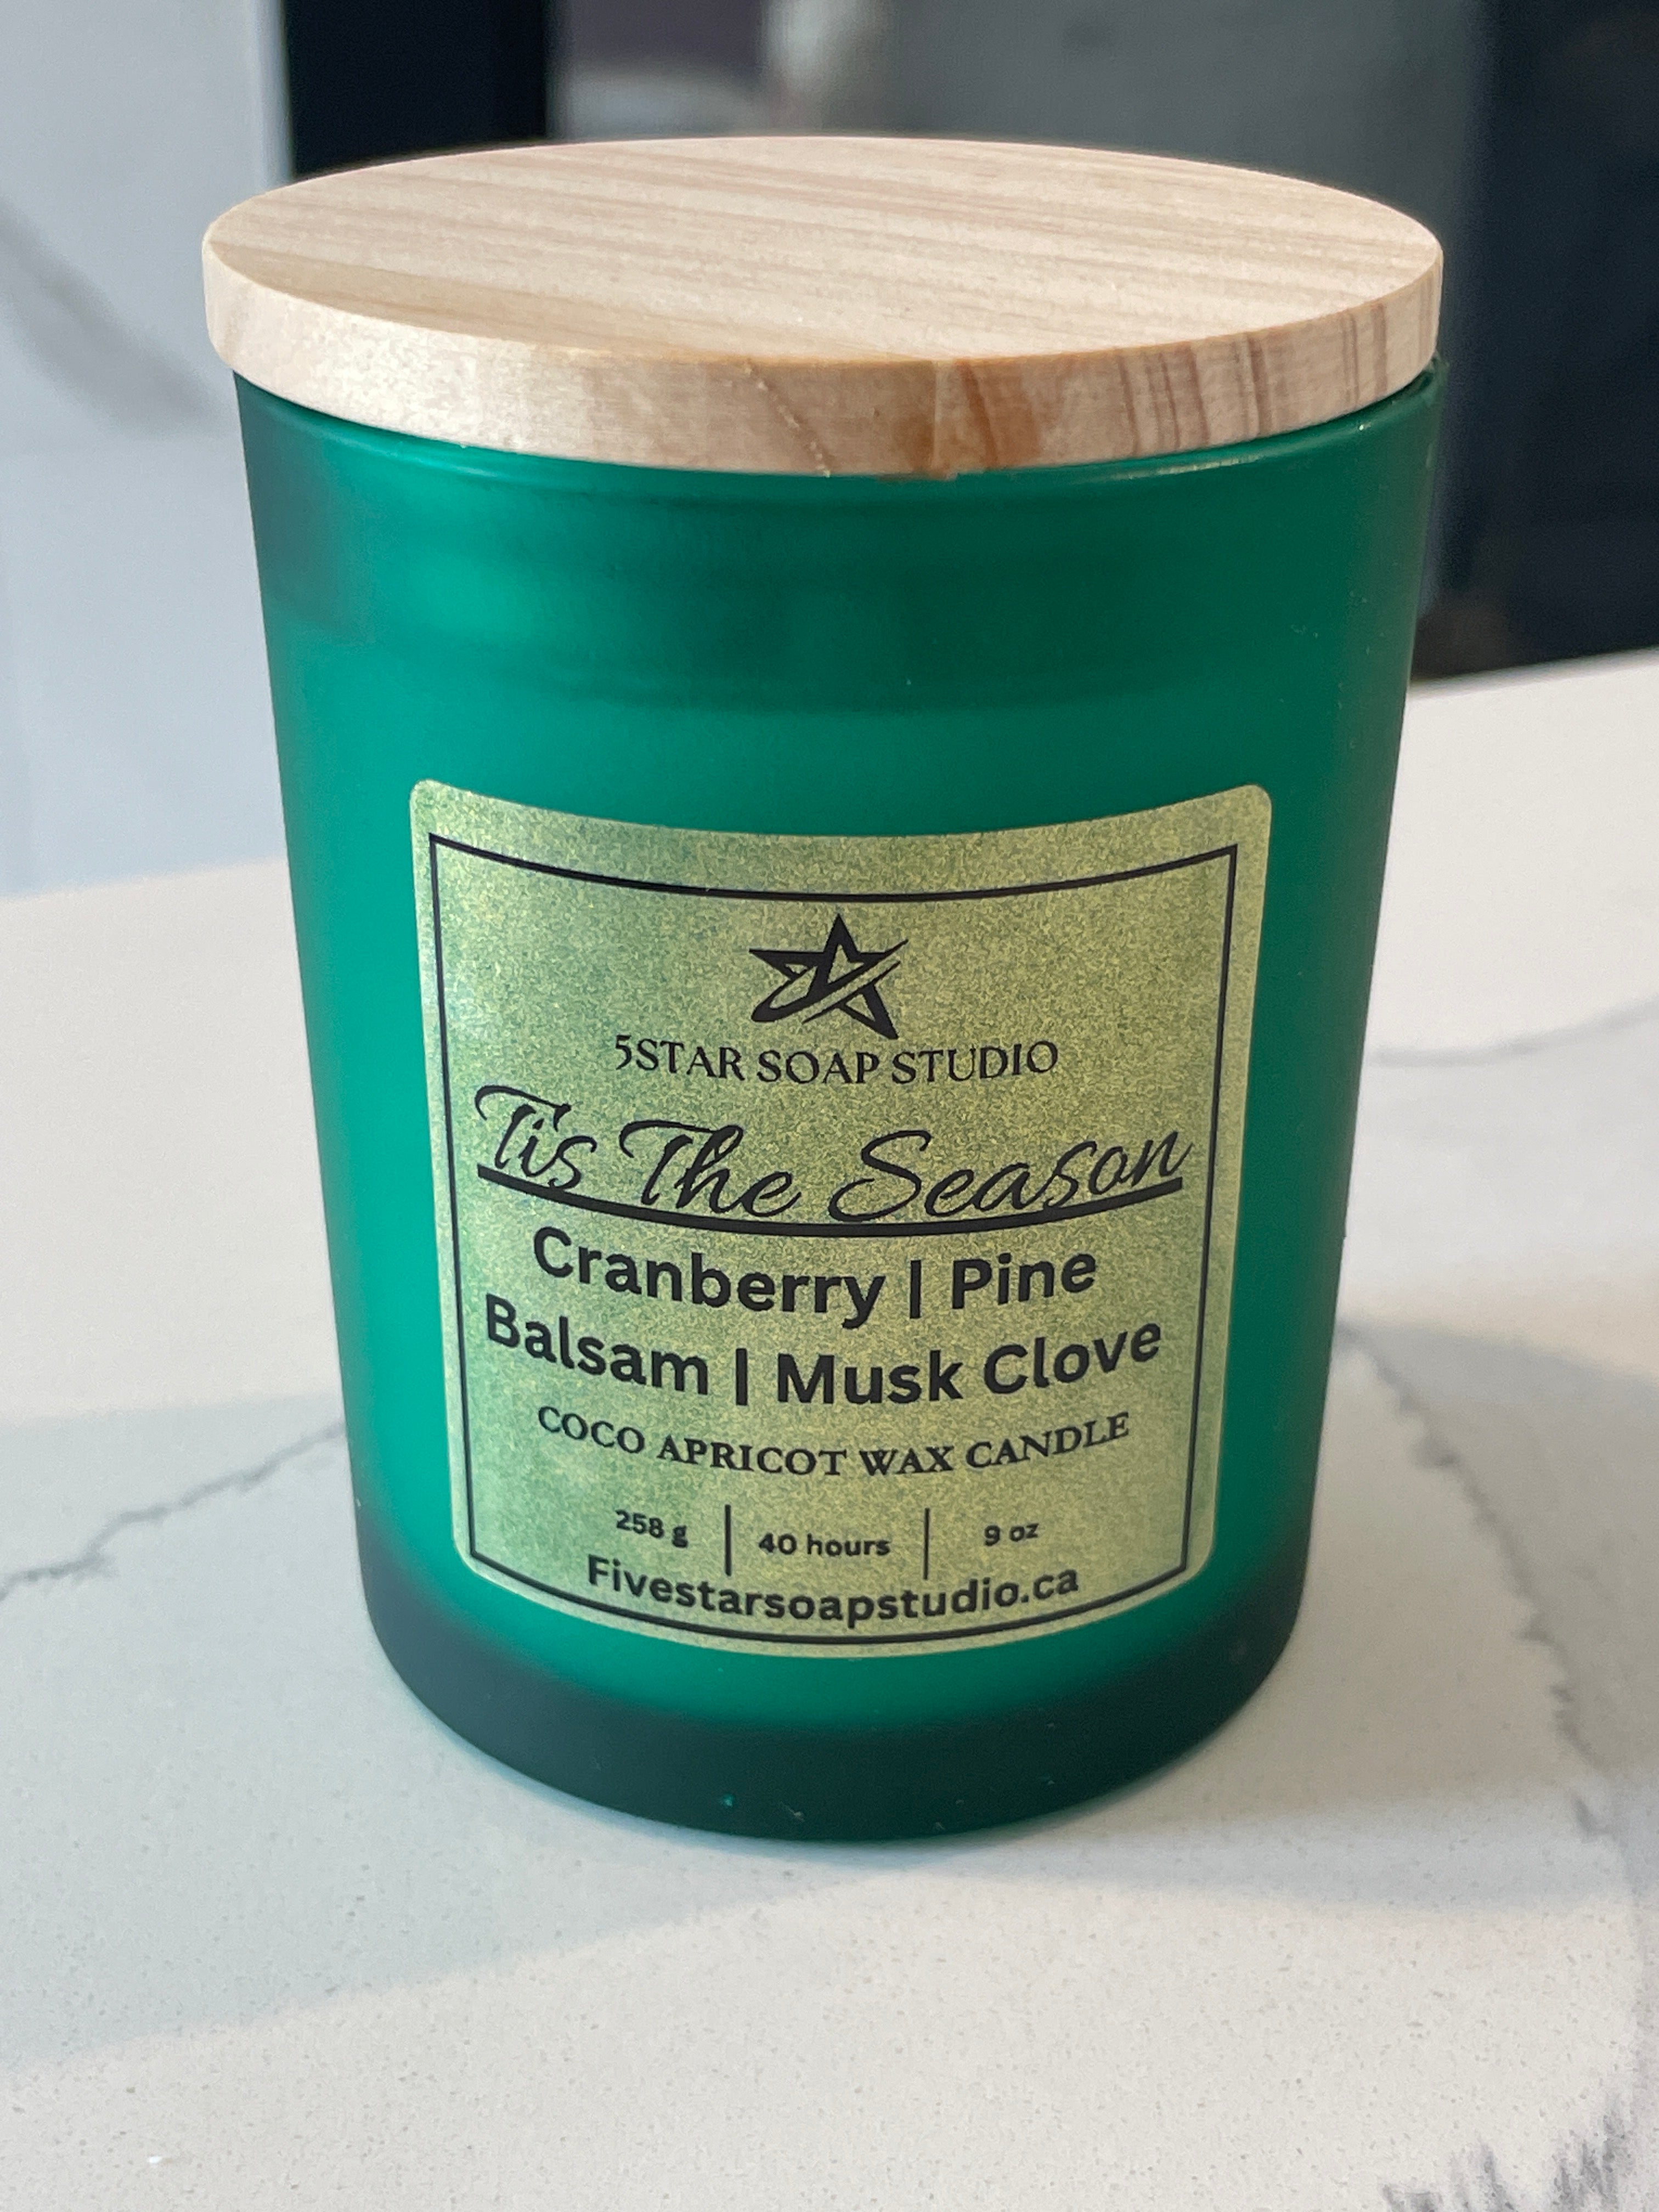 5STAR SOAP STUDIO
Tis The Season
Cranberry | Pine
Balsam | Musk Clove
COCO APRICOT WAX CANDLE
258 g | 40 hours | 9 oz
Fivestarsoapstudio.ca